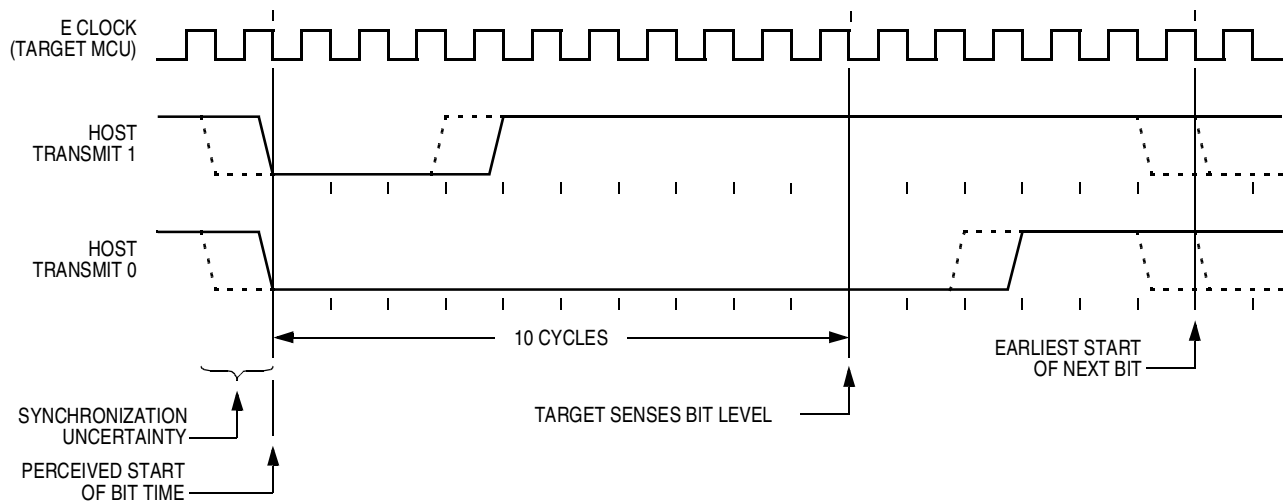 E CLOCK
(TARGET MCU)
HOST
TRANSMIT 1
HOST
TRANSMIT 0
10 CYCLES
EARLIEST START
OF NEXT BIT
SYNCHRONIZATION
UNCERTAINTY
TARGET SENSES BIT LEVEL
PERCEIVED START
OF BIT TIME